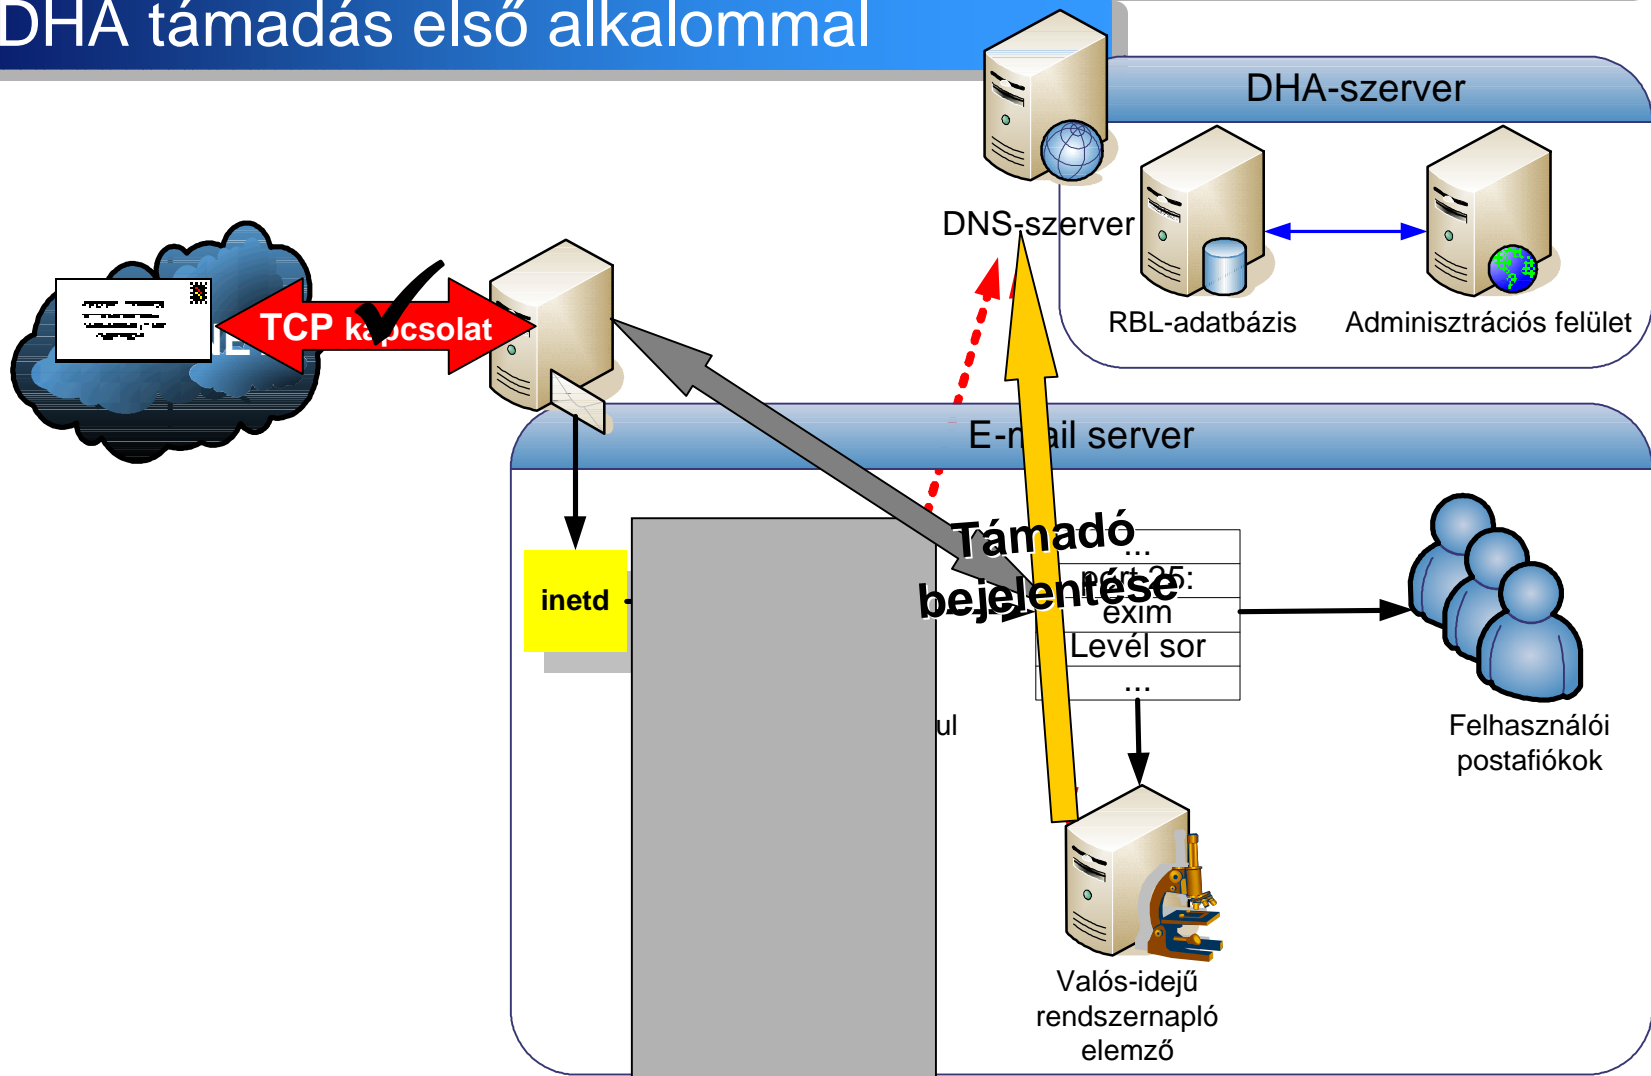 DHA támadás első alkalommal
DHA-szerver
DNS-szerver
RBL-adatbázis
Adminisztrációs felület
TCP kapcsolat
E-mail server
Támadó
bejelentése
...
port 25:
exim
Levél sor
...
inetd
ul
Felhasználói
postafiókok
Valós-idejű
rendszernapló
elemző